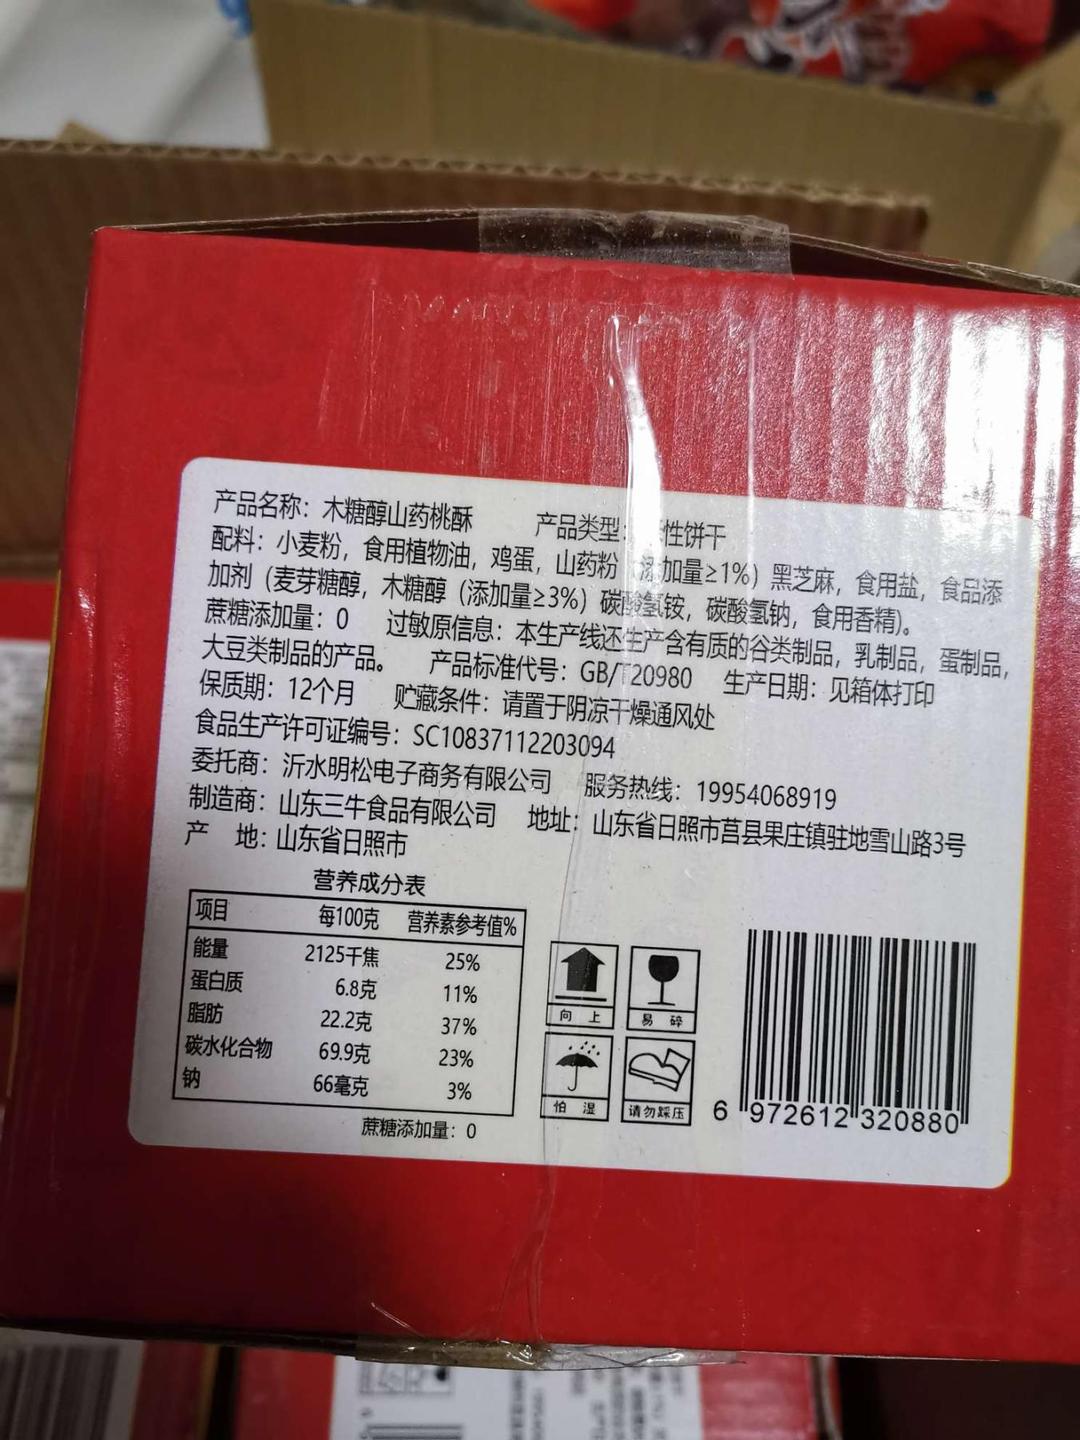 产品名称：木糖醇山药桃酥 产品类型： 性饼干
配料：小麦粉，食用植物油，鸡蛋，山药粉 添加量≥1%）黑芝麻，食用盐，食品添
加剂（麦芽糖醇，木糖醇（添加量≥3%）碳酸氢铵，碳酸氢钠，食用香精)。
蔗糖添加量：0 过敏原信息：本生产线还生产含有质的谷类制品，乳制品，蛋制品，
大豆类制品的产品。 产品标准代号：GB/T20980 生产日期：见箱体打印
保质期：12个月 贮藏条件：请置于阴凉干燥通风处
食品生产许可证编号：SC10837112203094
委托商：沂水明松电子商务有限公司 服务热线：19954068919
制造商：山东三牛食品有限公司 地址：山东省日照市莒县果庄镇驻地雪山路3号
产 地：山东省日照市
营养成分表
项目 每100克 营养素参考值%
能量 2125千焦 25%
蛋白质 6.8克 11%
脂肪 22.2克 37%
碳水化合物 69.9克 23%
钠 66毫克 3%
蔗糖添加量：0
向上
易碎
怕湿
请勿踩压
6 972612 320880